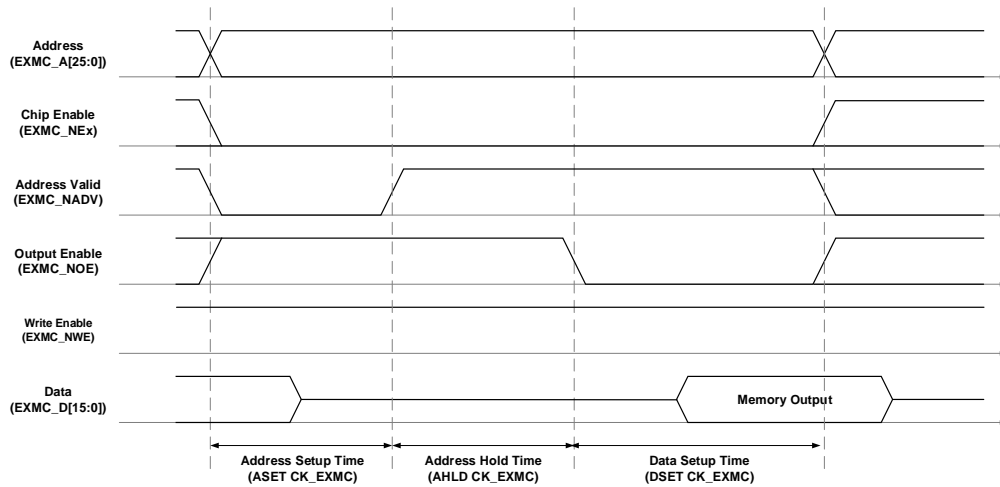 Address
(EXMC_A[25:0])
Chip Enable
(EXMC_NEx)
Address Valid
(EXMC_NADV)
Output Enable
(EXMC_NOE)
Write Enable
(EXMC_NWE)
Data
(EXMC_D[15:0])
Memory Output
Address Setup Time
(ASET CK_EXMC)
Address Hold Time
(AHLD CK_EXMC)
Data Setup Time
(DSET CK_EXMC)